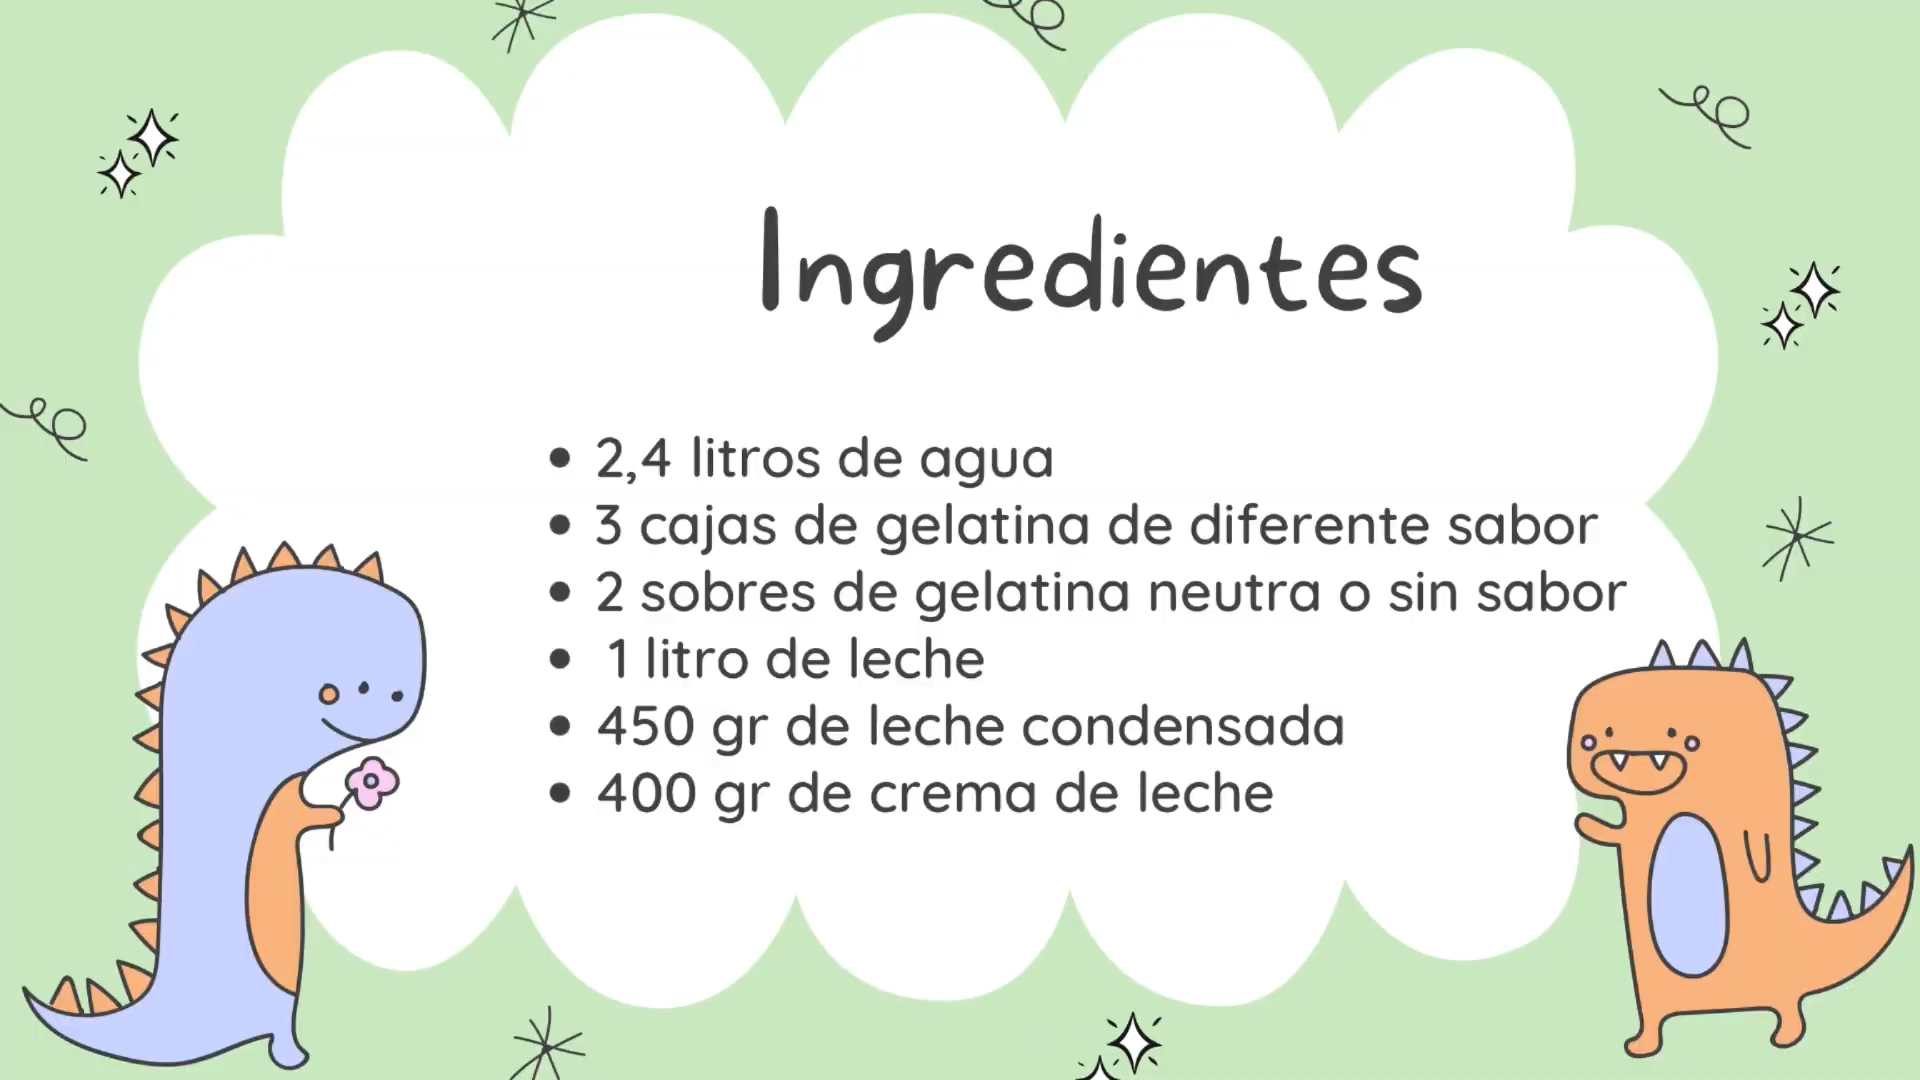 Ingredientes
• 2,4 litros de agua
• 3 cajas de gelatina de diferente sabor
• 2 sobres de gelatina neutra o sin sabor
• 1 litro de leche
• 450 gr de leche condensada
• 400 gr de crema de leche